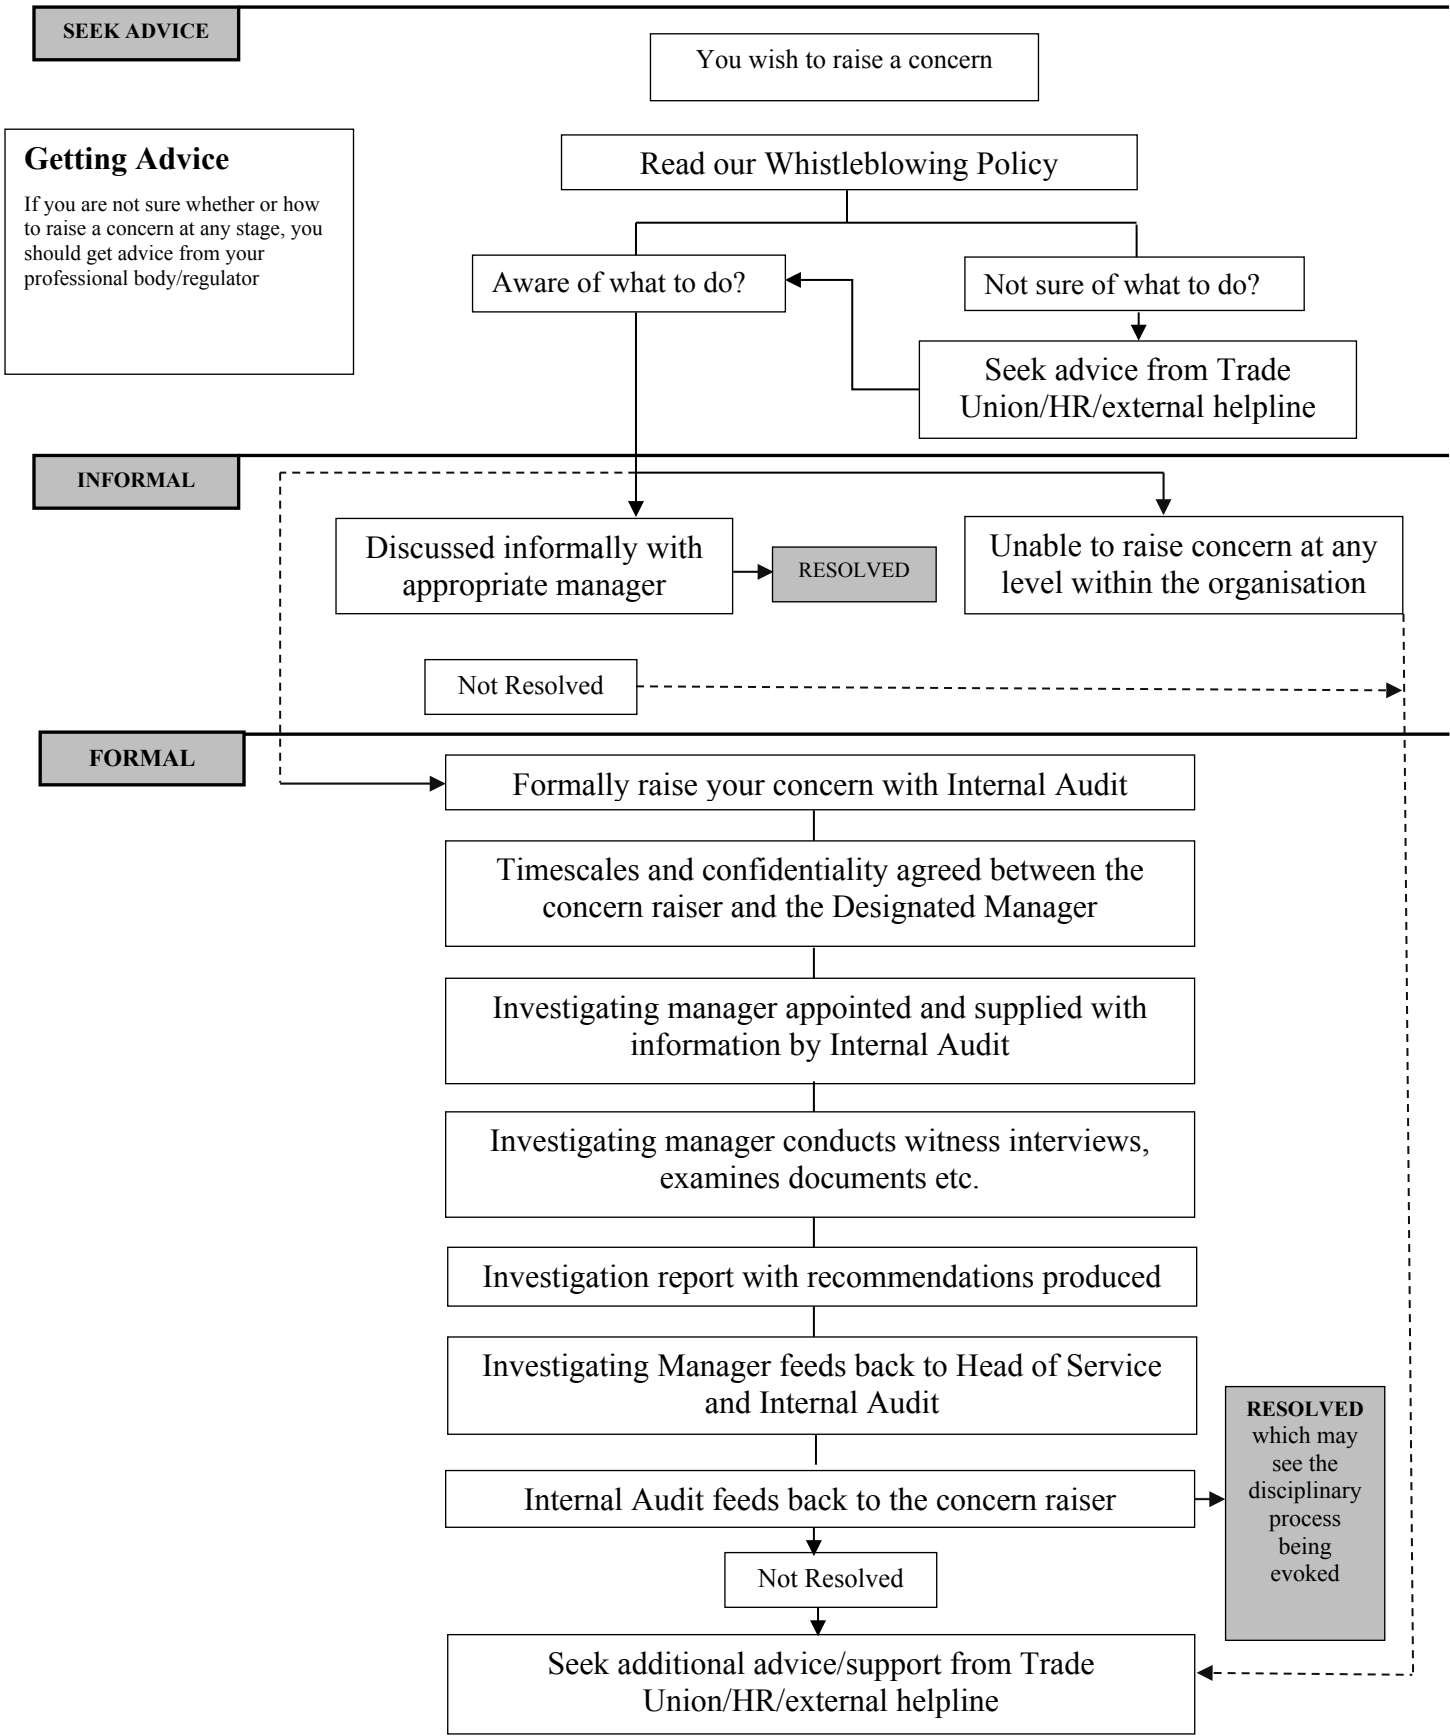 SEEK ADVICE
You wish to raise a concern
Getting Advice
If you are not sure whether or how
to raise a concern at any stage, you
should get advice from your
professional body/regulator
Read our Whistleblowing Policy
Aware of what to do?
Not sure of what to do?
Seek advice from Trade
Union/HR/external helpline
INFORMAL
Discussed informally with
appropriate manager
RESOLVED
Unable to raise concern at any
level within the organisation
Not Resolved
FORMAL
Formally raise your concern with Internal Audit
Timescales and confidentiality agreed between the
concern raiser and the Designated Manager
Investigating manager appointed and supplied with
information by Internal Audit
Investigating manager conducts witness interviews,
examines documents etc.
Investigation report with recommendations produced
Investigating Manager feeds back to Head of Service
and Internal Audit
Internal Audit feeds back to the concern raiser
RESOLVED
which may
see the
disciplinary
process
being
evoked
Not Resolved
Seek additional advice/support from Trade
Union/HR/external helpline